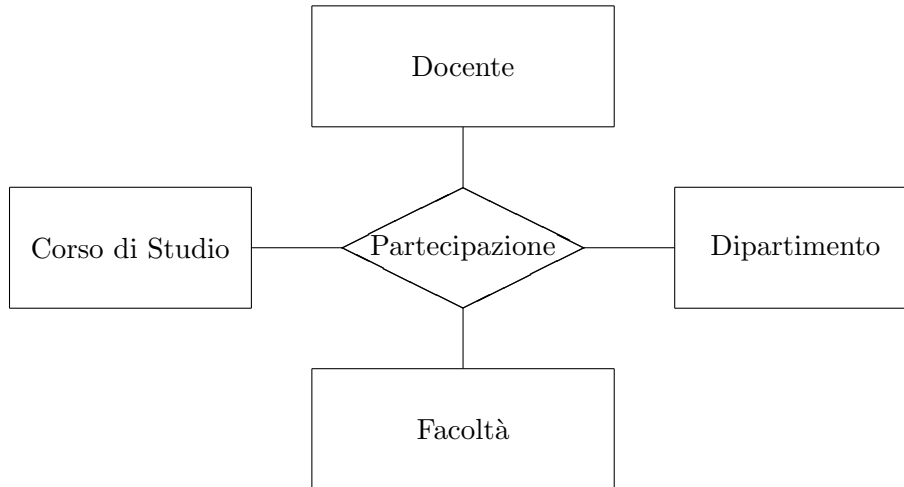 Docente
Corso di Studio
Partecipazione
Dipartimento
Facoltà